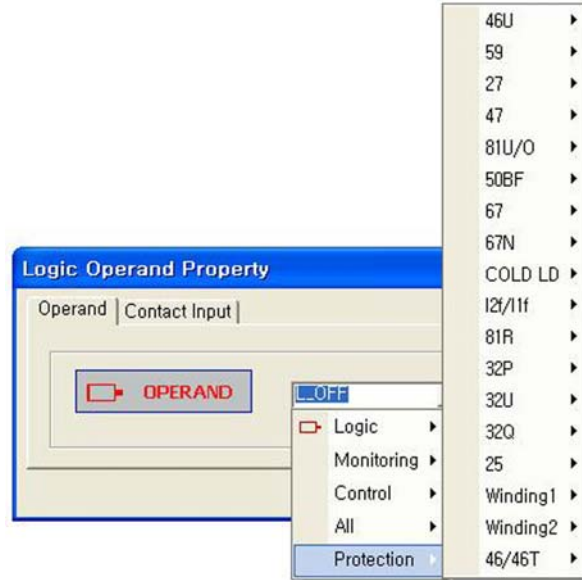 46U
59
27
47
81U/O
50BF
67
67N
COLD LD
I2f/I1f
81R
32P
32U
32Q
25
Winding1
Winding2
46/46T
Logic Operand Property
Operand
Contact Input
OPERAND
L_OFF
Logic
Monitoring
Control
All
Protection